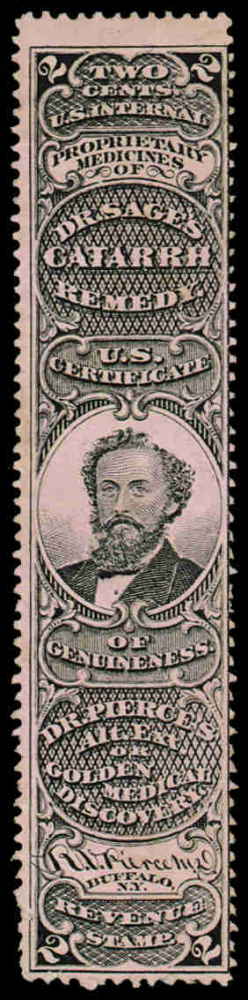 2 2
TWO
CENTS.
U.S. INTERNAL
PROPRIETARY
MEDICINES
OF
DR. SAGE'S
CATARRH
REMEDY.
U.S.
CERTIFICATE
OF
GENUINENESS.
DR. PIERCE'S
ALT. EXT.
OR
GOLDEN
MEDICAL
DISCOVERY.
R.V. Pierce M.D.
BUFFALO,
N.Y.
REVENUE
STAMP.
2 2